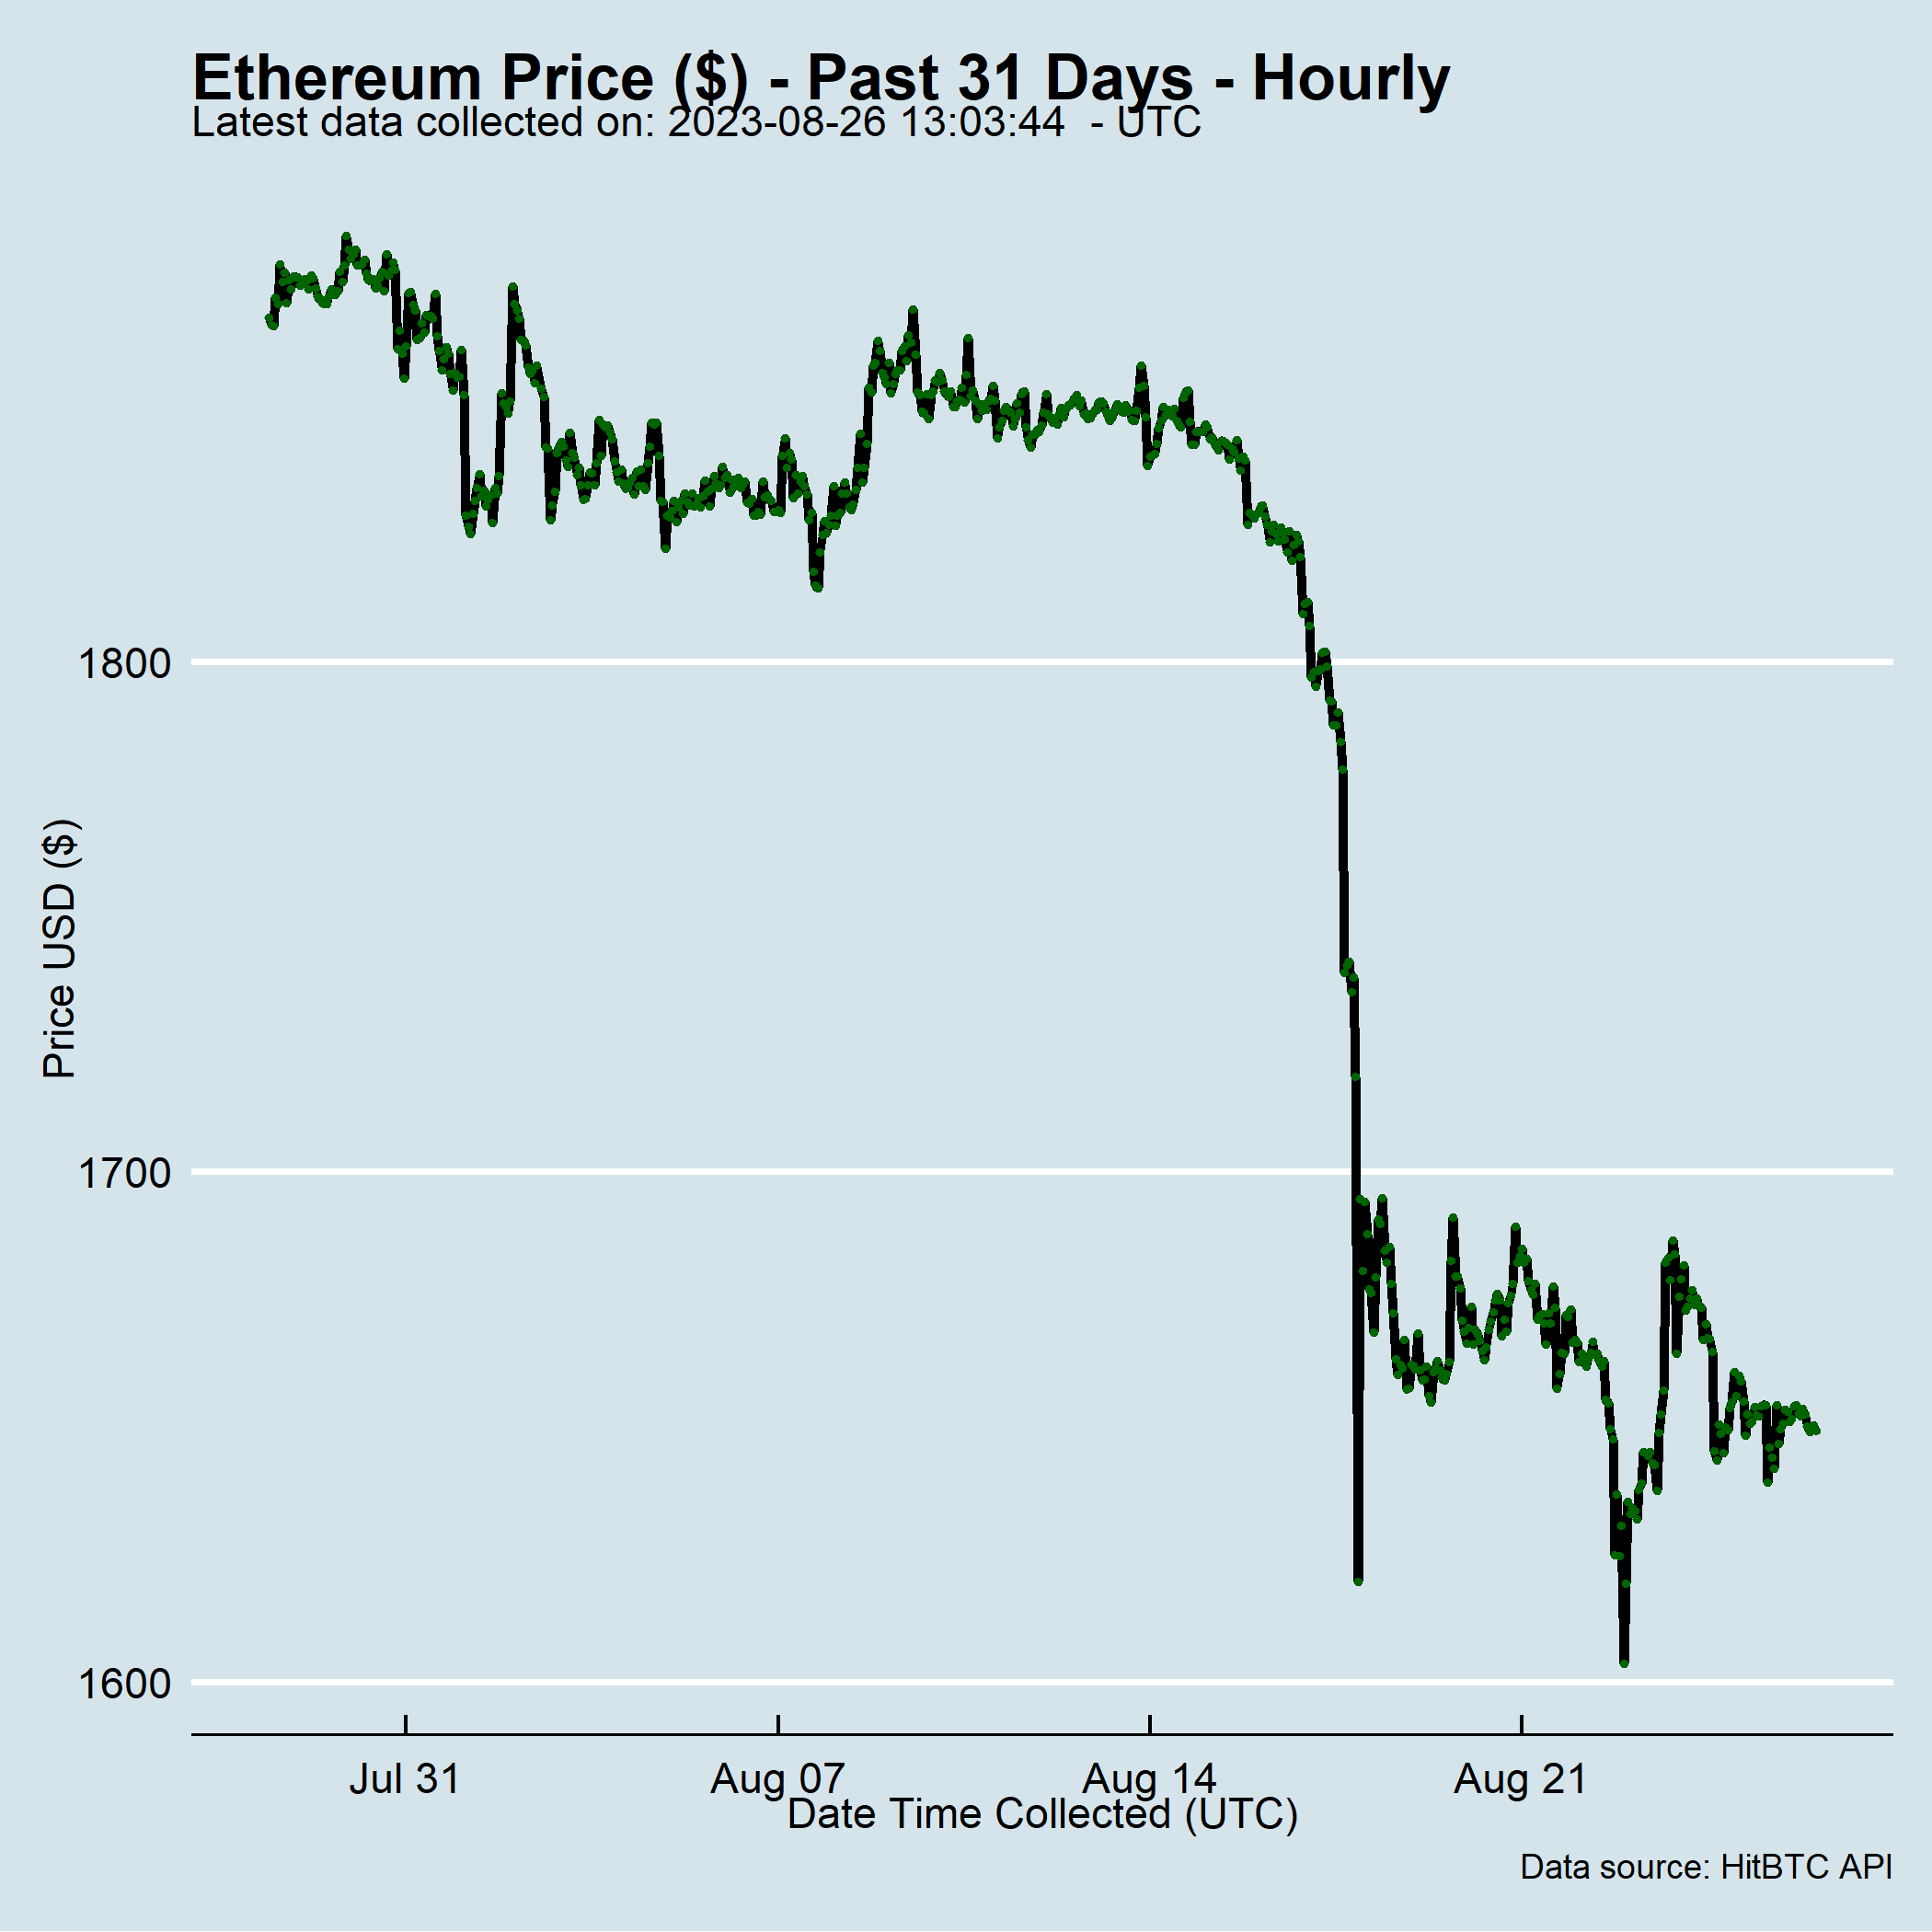 Ethereum Price ($) - Past 31 Days - Hourly
Latest data collected on: 2023-08-26 13:03:44  - UTC
Price USD ($)
1800
1700
1600
Jul 31
Aug 07
Aug 14
Aug 21
Date Time Collected (UTC)
Data source: HitBTC API